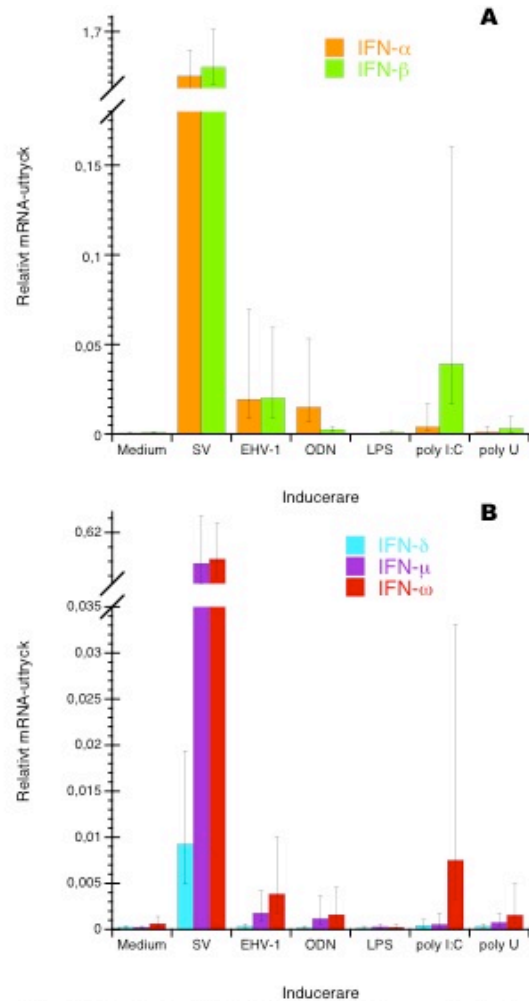 A
1,7
IFN-α
IFN-β
0,15
0,1
0,05
0
Relativt mRNA-uttryck
Medium SV EHV-1 ODN LPS poly I:C poly U
Inducerare
B
0,62
IFN-δ
IFN-μ
IFN-ω
0,035
0,03
0,025
0,02
0,015
0,01
0,005
0
Relativt mRNA-uttryck
Medium SV EHV-1 ODN LPS poly I:C poly U
Inducerare